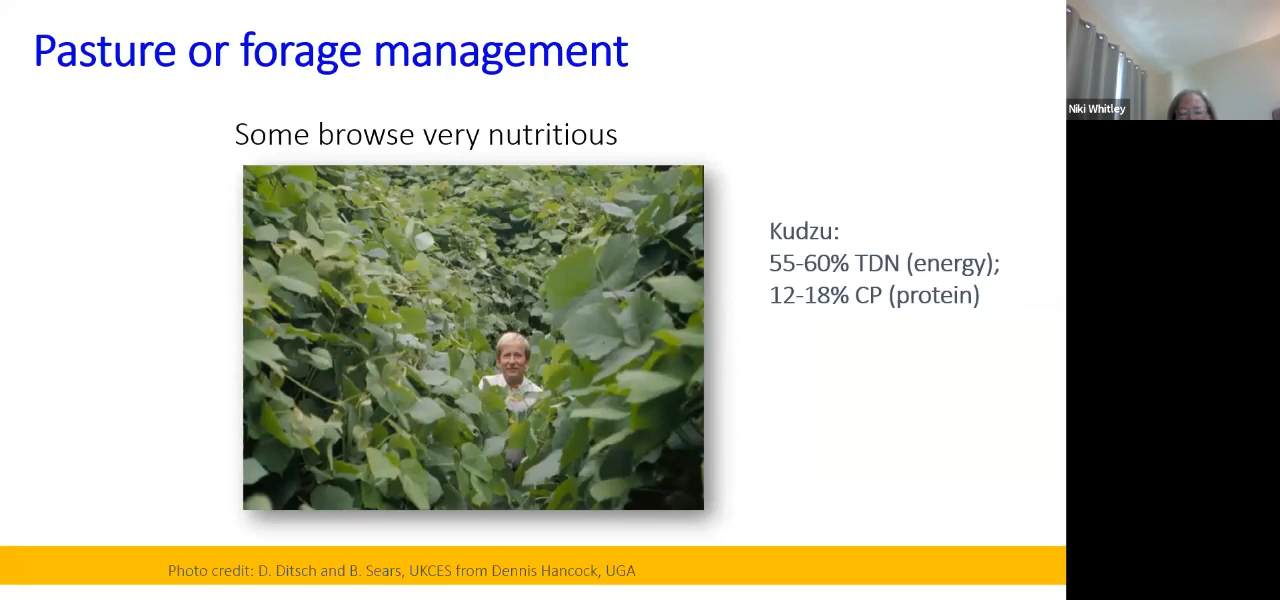 Pasture or forage management
Some browse very nutritious
Kudzu:
55-60% TDN (energy);
12-18% CP (protein)
Photo credit: D. Ditsch and B. Sears, UKCES from Dennis Hancock, UGA
Niki Whitley